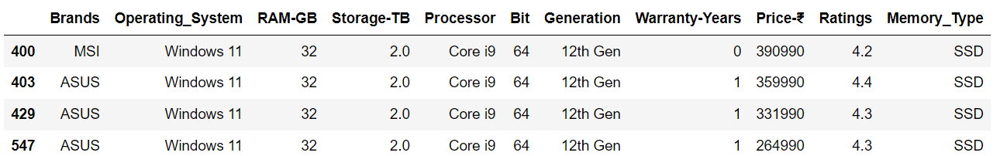 Brands Operating_System RAM-GB Storage-TB Processor Bit Generation Warranty-Years Price-₹ Ratings Memory_Type
400 MSI Windows 11 32 2.0 Core i9 64 12th Gen 0 390990 4.2 SSD
403 ASUS Windows 11 32 2.0 Core i9 64 12th Gen 1 359990 4.4 SSD
429 ASUS Windows 11 32 2.0 Core i9 64 12th Gen 1 331990 4.3 SSD
547 ASUS Windows 11 32 2.0 Core i9 64 12th Gen 1 264990 4.3 SSD